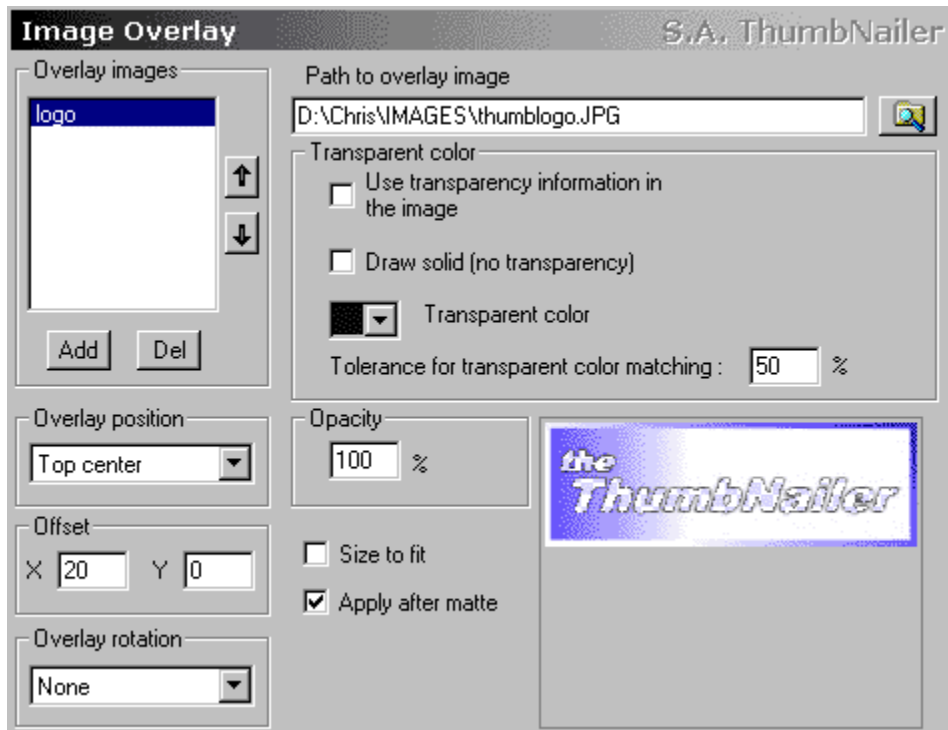 Image Overlay
S.A. ThumbNailer
Overlay images
logo
Add
Del
Path to overlay image
D:\Chris\IMAGES\thumblogo.JPG
Transparent color
Use transparency information in
the image
Draw solid (no transparency)
Transparent color
Tolerance for transparent color matching : 50 %
Overlay position
Top center
Opacity
100 %
Offset
X 20 Y 0
Size to fit
Apply after matte
Overlay rotation
None
the
ThumbNailer